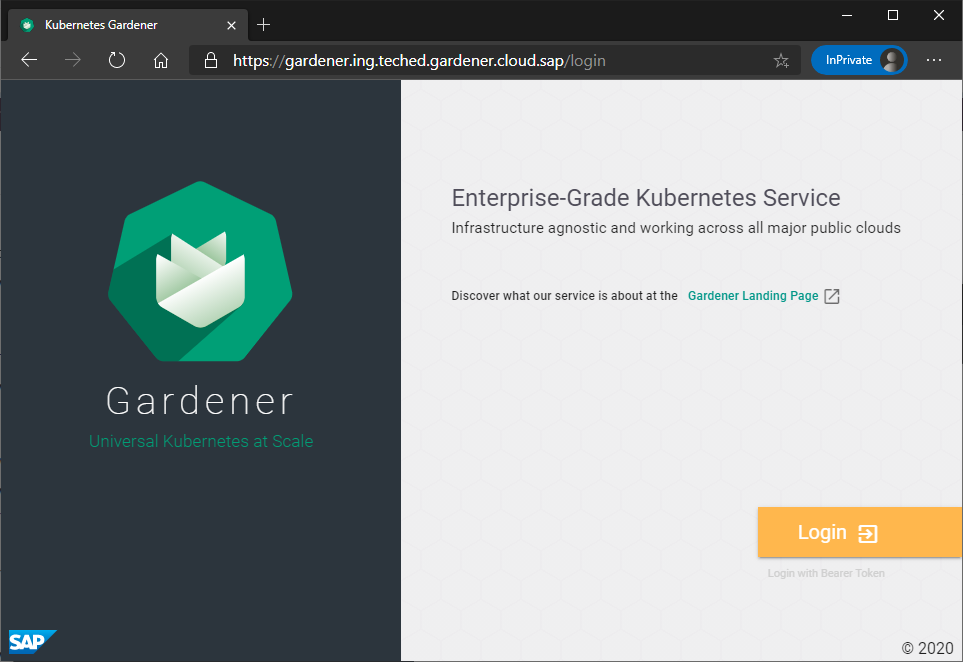 Kubernetes Gardener
https://gardener.ing.teched.gardener.cloud.sap/login
InPrivate
Gardener
Universal Kubernetes at Scale
SAP
Enterprise-Grade Kubernetes Service
Infrastructure agnostic and working across all major public clouds
Discover what our service is about at the Gardener Landing Page
Login
Login with Bearer Token
© 2020